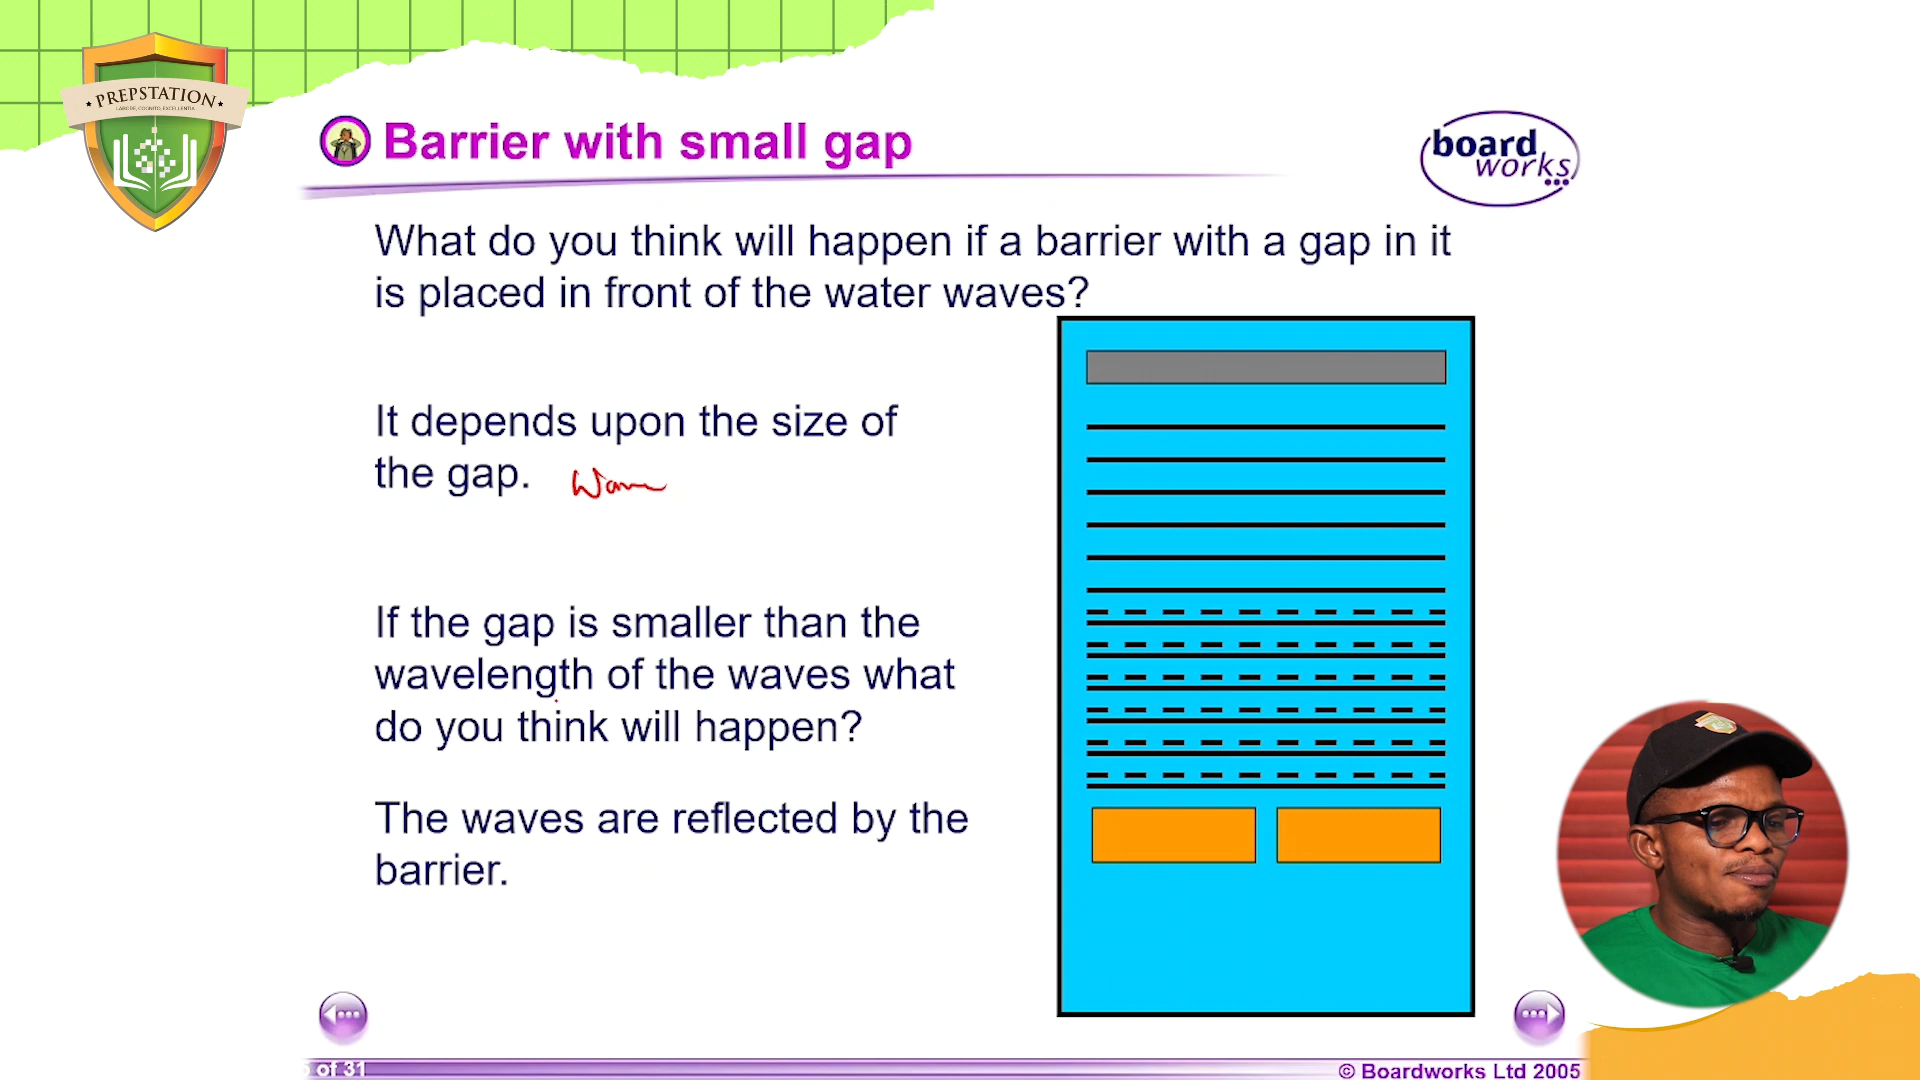 PREPSTATION
LABORE, COGNITO, EXCELLENTIA
Barrier with small gap
board
works
What do you think will happen if a barrier with a gap in it
is placed in front of the water waves?
It depends upon the size of
the gap.
If the gap is smaller than the
wavelength of the waves what
do you think will happen?
The waves are reflected by the
barrier.
of 31
© Boardworks Ltd 2005